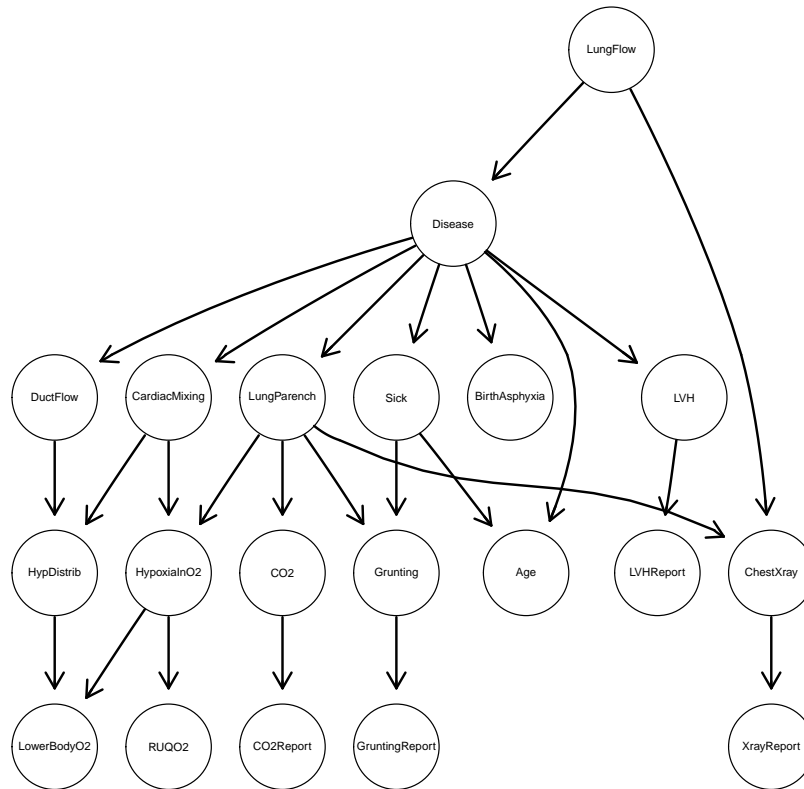 LungFlow
Disease
DuctFlow
CardiacMixing
LungParench
Sick
BirthAsphyxia
LVH
HypDistrib
HypoxiaInO2
CO2
Grunting
Age
LVHReport
ChestXray
LowerBodyO2
RUQO2
CO2Report
GruntingReport
XrayReport